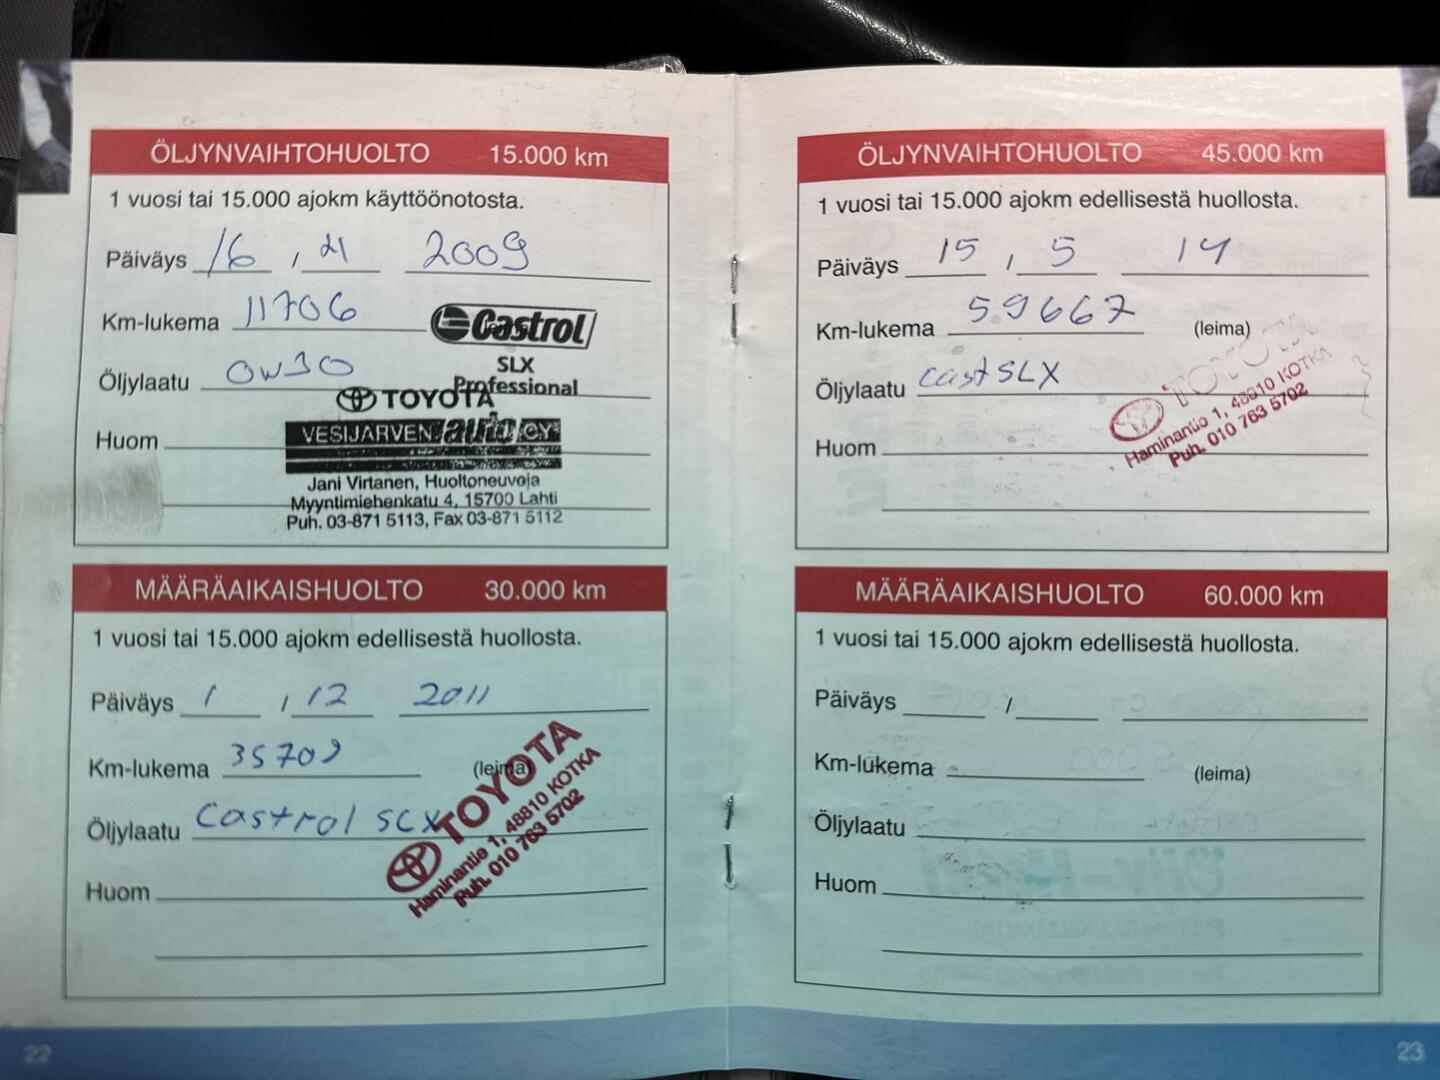 ÖLJYNVAIHTOHUOLTO 15.000 km
1 vuosi tai 15.000 ajokm käyttöönotosta.
Päiväys 16 / 4 2009
Km-lukema 11706
Castrol
Öljylaatu 0W30
SLX
Professional
TOYOTA
Huom
VESIJÄRVEN auto OY
Jani Virtanen, Huoltoneuvoja
Myyntimiehenkatu 4, 15700 Lahti
Puh. 03-871 5113, Fax 03-871 5112
MÄÄRÄAIKAISHUOLTO 30.000 km
1 vuosi tai 15.000 ajokm edellisestä huollosta.
Päiväys 1 / 12 2011
Km-lukema 35709 (leima)
Öljylaatu Castrol SLX
TOYOTA
Haminantie 1, 48810 KOTKA
Puh. 010 763 5702
Huom
22
ÖLJYNVAIHTOHUOLTO 45.000 km
1 vuosi tai 15.000 ajokm edellisestä huollosta.
Päiväys 15 / 5 14
Km-lukema 59667 (leima)
Öljylaatu cast SLX
TOYOTA
Haminantie 1, 48810 KOTKA
Puh. 010 763 5702
Huom
MÄÄRÄAIKAISHUOLTO 60.000 km
1 vuosi tai 15.000 ajokm edellisestä huollosta.
Päiväys /
Km-lukema (leima)
Öljylaatu
Huom
23